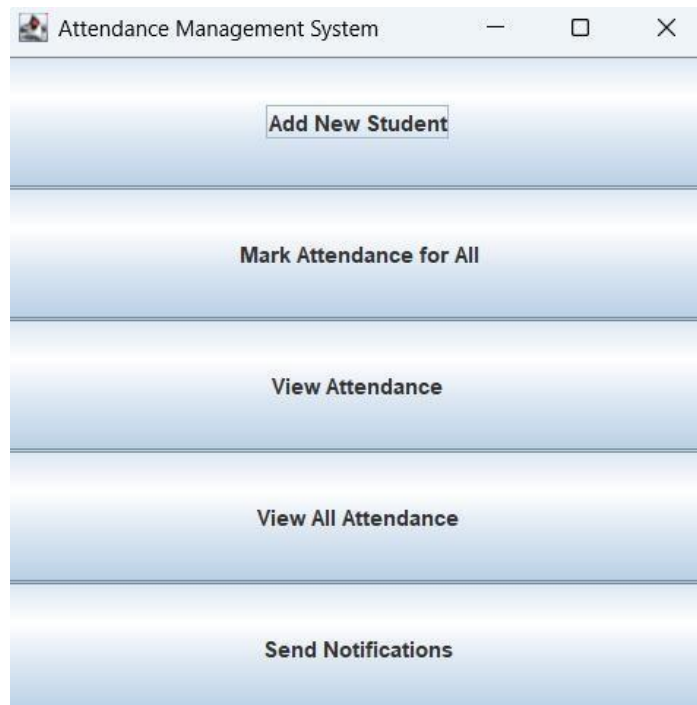 Attendance Management System
Add New Student
Mark Attendance for All
View Attendance
View All Attendance
Send Notifications